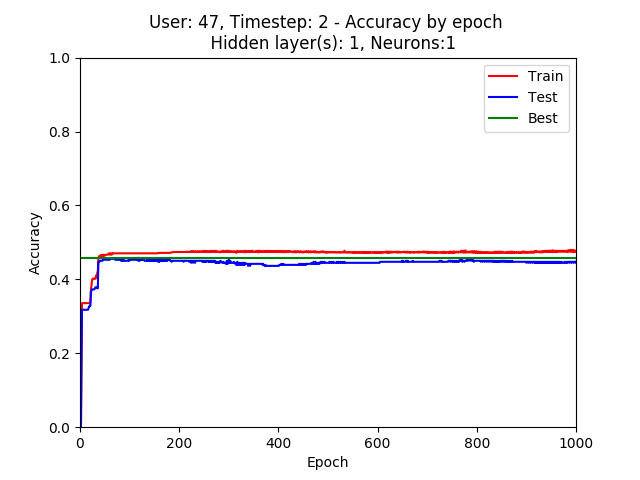 User: 47, Timestep: 2 - Accuracy by epoch
Hidden layer(s): 1, Neurons:1
1.0
0.8
0.6
0.4
0.2
0.0
Accuracy
Train
Test
Best
0 200 400 600 800 1000
Epoch